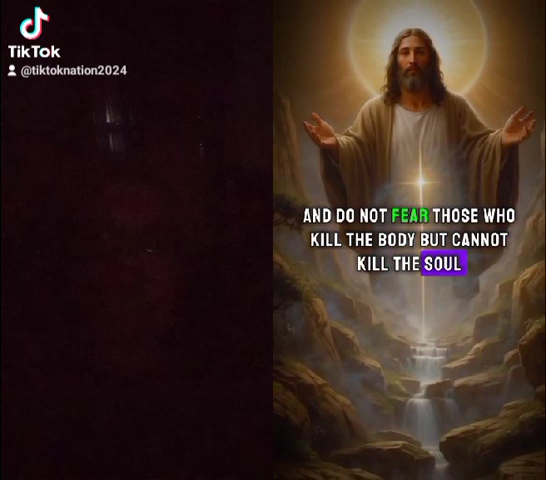 TikTok
@tiktoknation2024
AND DO NOT FEAR THOSE WHO
KILL THE BODY BUT CANNOT
KILL THE SOUL